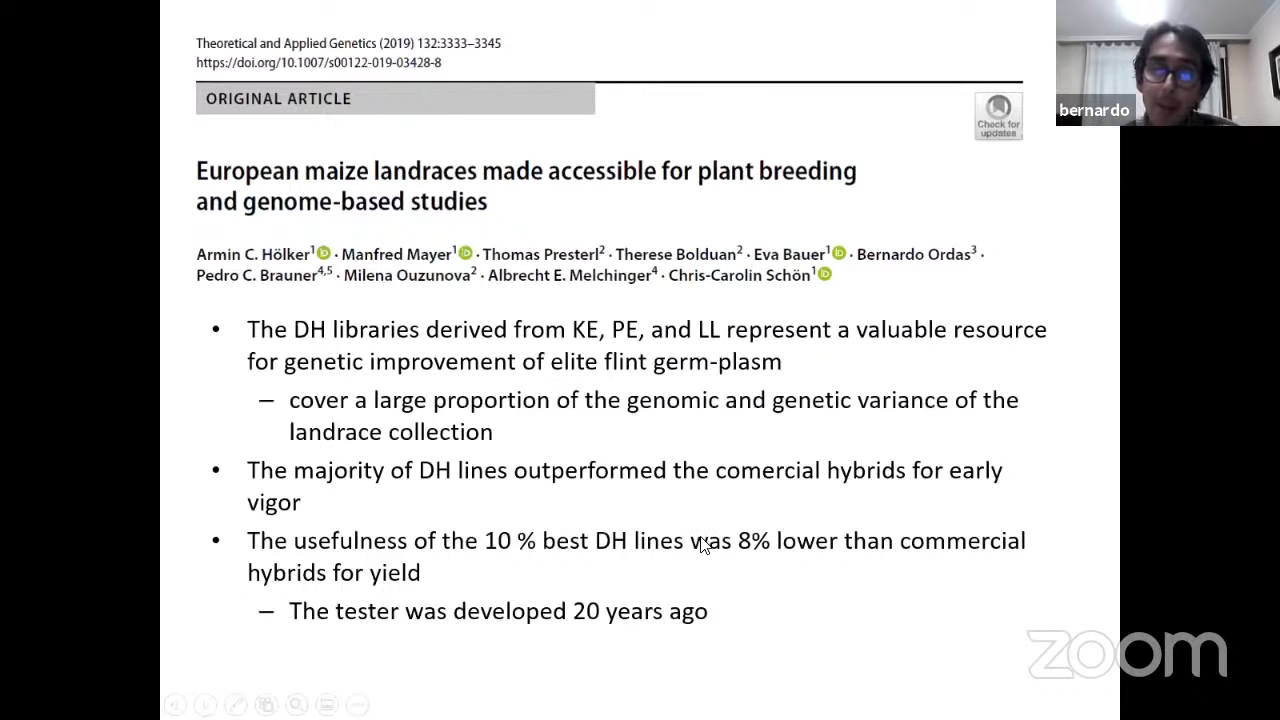 Theoretical and Applied Genetics (2019) 132:3333–3345
https://doi.org/10.1007/s00122-019-03428-8
ORIGINAL ARTICLE
Check for
updates
bernardo
European maize landraces made accessible for plant breeding
and genome-based studies
Armin C. Hölker1 · Manfred Mayer1 · Thomas Presterl2 · Therese Bolduan2 · Eva Bauer1 · Bernardo Ordas3 ·
Pedro C. Brauner4,5 · Milena Ouzunova2 · Albrecht E. Melchinger4 · Chris-Carolin Schön1
• The DH libraries derived from KE, PE, and LL represent a valuable resource
for genetic improvement of elite flint germ-plasm
– cover a large proportion of the genomic and genetic variance of the
landrace collection
• The majority of DH lines outperformed the comercial hybrids for early
vigor
• The usefulness of the 10 % best DH lines was 8% lower than commercial
hybrids for yield
– The tester was developed 20 years ago
zoom